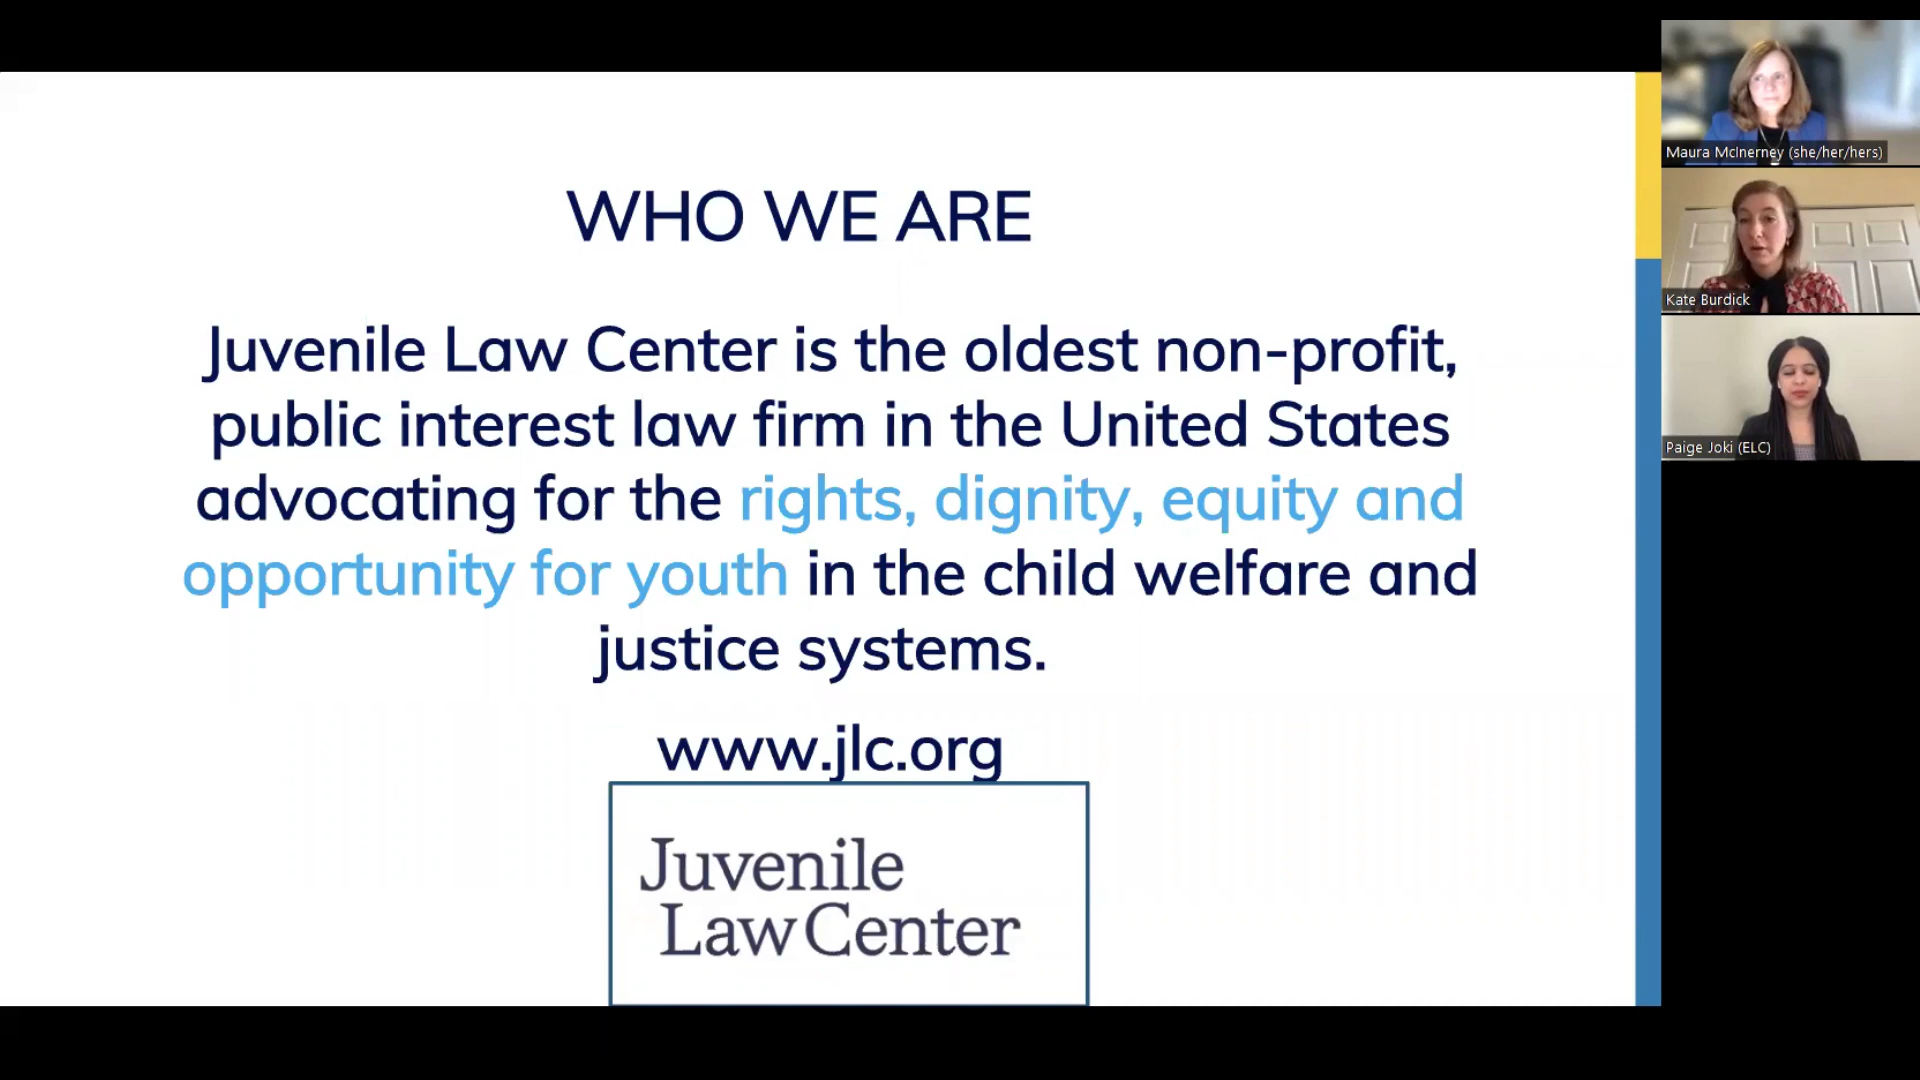 WHO WE ARE
Juvenile Law Center is the oldest non-profit,
public interest law firm in the United States
advocating for the rights, dignity, equity and
opportunity for youth in the child welfare and
justice systems.
www.jlc.org
Juvenile
Law Center
Maura McInerney (she/her/hers)
Kate Burdick
Paige Joki (ELC)